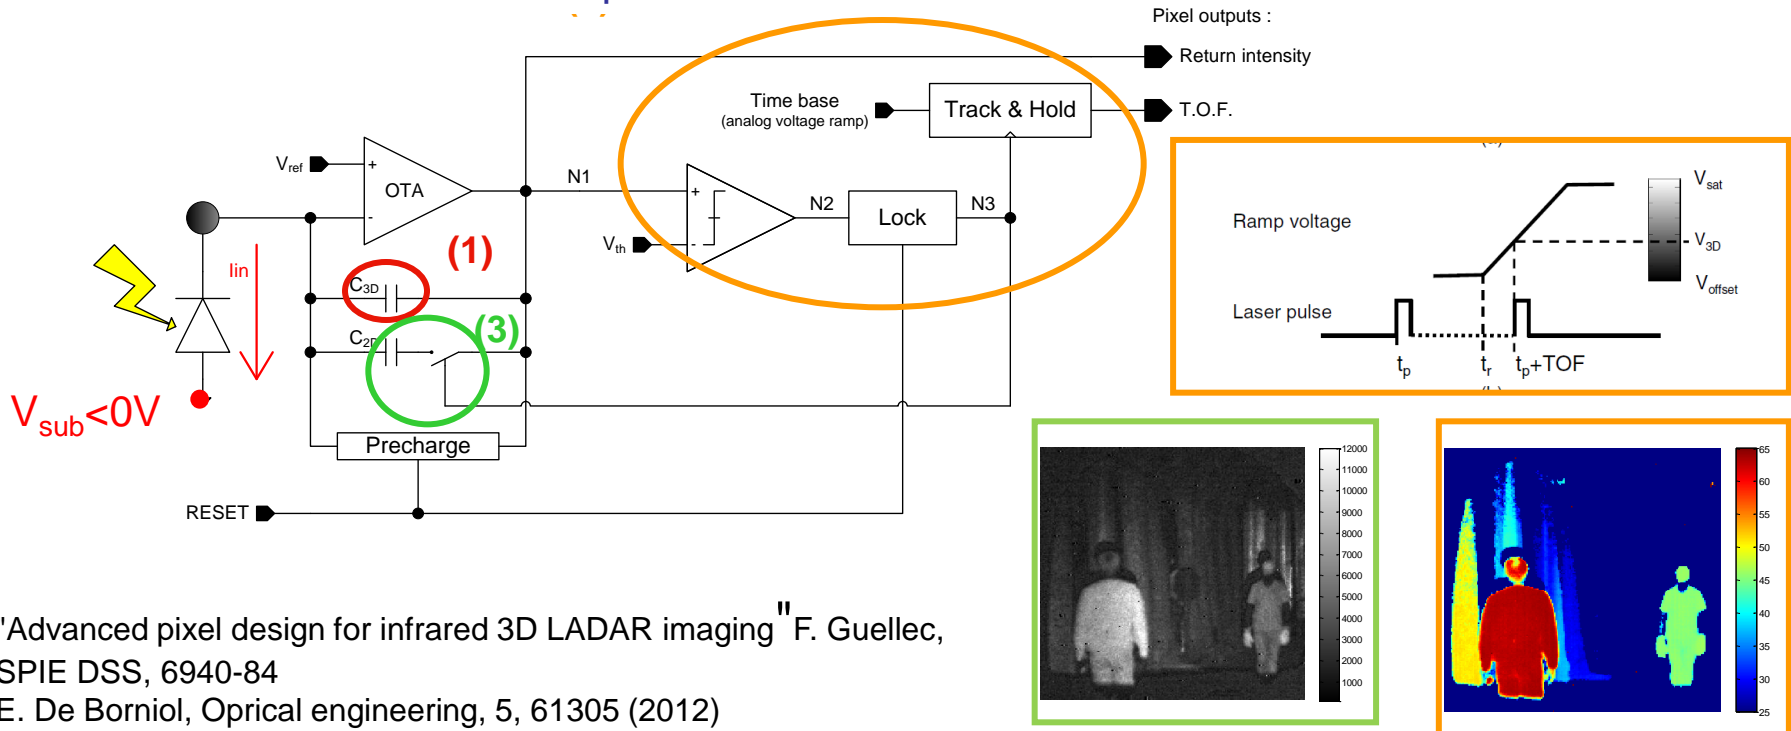 Pixel outputs :
Return intensity
Time base
(analog voltage ramp)
Track & Hold
T.O.F.
Vref
+
OTA
-
N1
+
Vth
-
N2
Lock
N3
Iin
(1)
C3D
(3)
Vsub<0V
Precharge
RESET
Ramp voltage
Vsat
V3D
Voffset
Laser pulse
tp
tr
tp+TOF
12000
11000
10000
9000
8000
7000
6000
5000
4000
3000
2000
1000
65
60
55
50
45
40
35
30
25
"Advanced pixel design for infrared 3D LADAR imaging" F. Guellec,
SPIE DSS, 6940-84
E. De Borniol, Oprical engineering, 5, 61305 (2012)